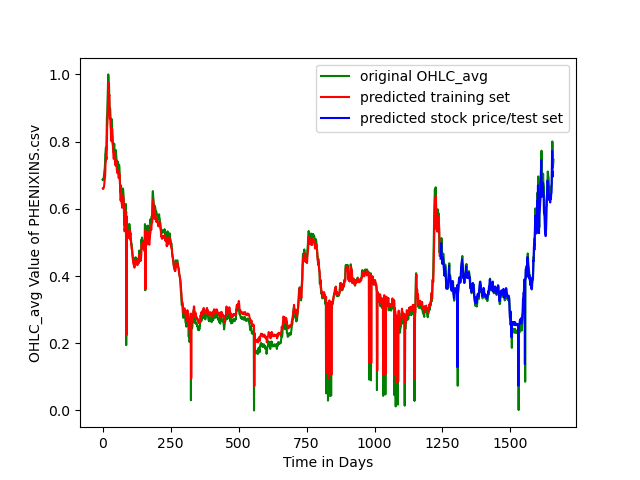 original OHLC_avg
predicted training set
predicted stock price/test set
OHLC_avg Value of PHENIXINS.csv
1.0
0.8
0.6
0.4
0.2
0.0
0 250 500 750 1000 1250 1500
Time in Days